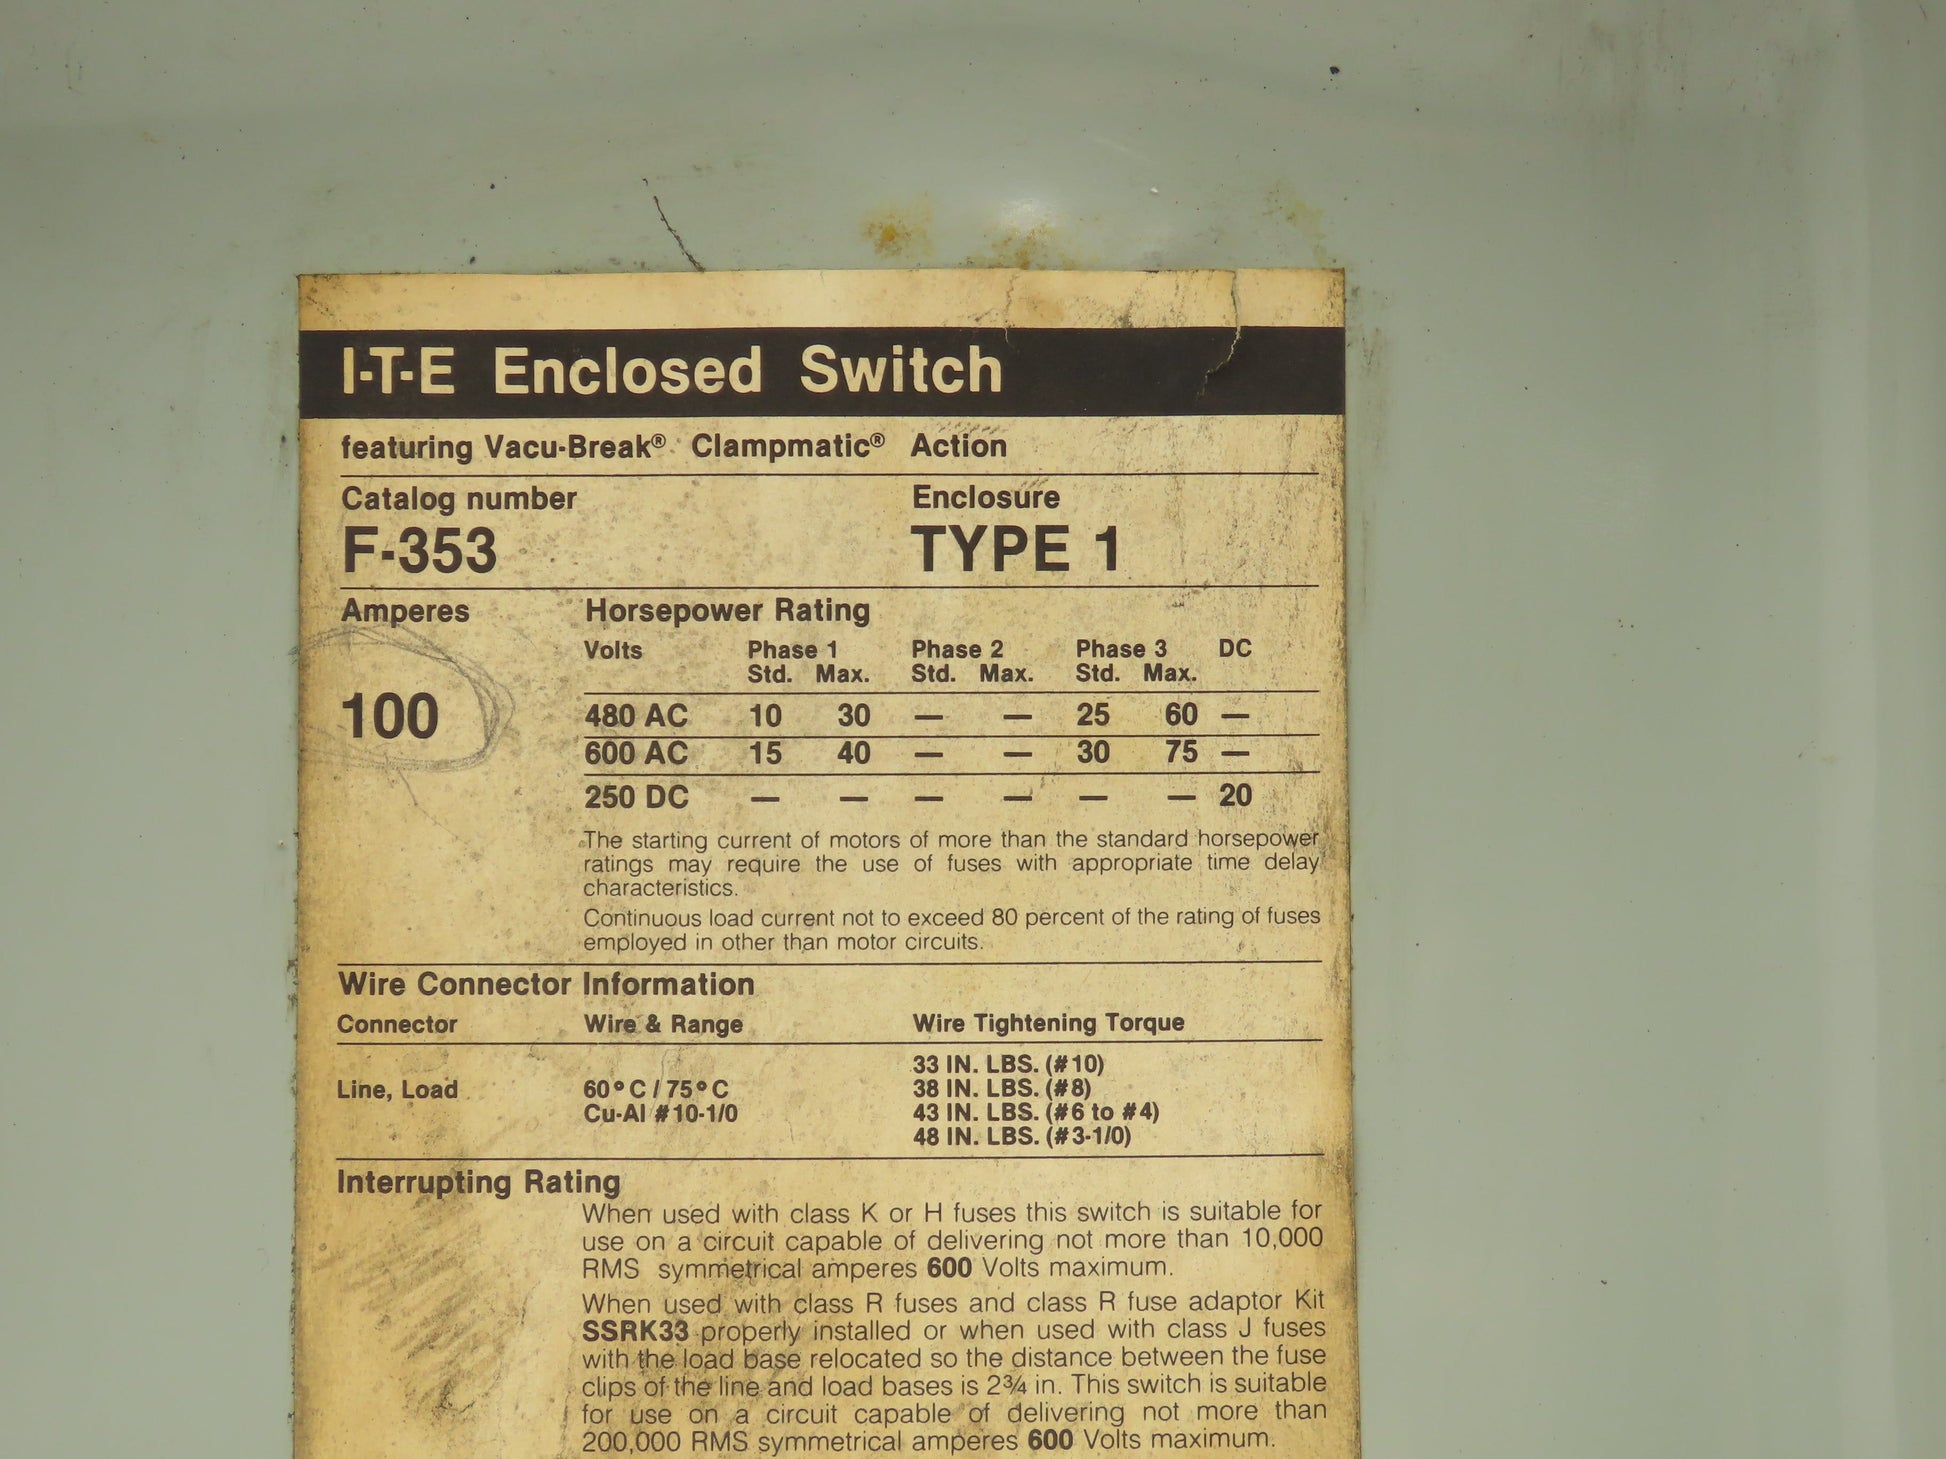 I-T-E Enclosed Switch
featuring Vacu-Break® Clampmatic® Action
Catalog number Enclosure
F-353 TYPE 1
Amperes Horsepower Rating
Volts Phase 1 Phase 2 Phase 3 DC
Std. Max. Std. Max. Std. Max.
100
480 AC 10 30 — — 25 60 —
600 AC 15 40 — — 30 75 —
250 DC — — — — — — 20
The starting current of motors of more than the standard horsepower
ratings may require the use of fuses with appropriate time delay
characteristics.
Continuous load current not to exceed 80 percent of the rating of fuses
employed in other than motor circuits.
Wire Connector Information
Connector Wire & Range Wire Tightening Torque
33 IN. LBS. (#10)
Line, Load 60°C / 75°C 38 IN. LBS. (#8)
Cu-Al #10-1/0 43 IN. LBS. (#6 to #4)
48 IN. LBS. (#3-1/0)
Interrupting Rating
When used with class K or H fuses this switch is suitable for
use on a circuit capable of delivering not more than 10,000
RMS symmetrical amperes 600 Volts maximum.
When used with class R fuses and class R fuse adaptor Kit
SSRK33 properly installed or when used with class J fuses
with the load base relocated so the distance between the fuse
clips of the line and load bases is 2¾ in. This switch is suitable
for use on a circuit capable of delivering not more than
200,000 RMS symmetrical amperes 600 Volts maximum.